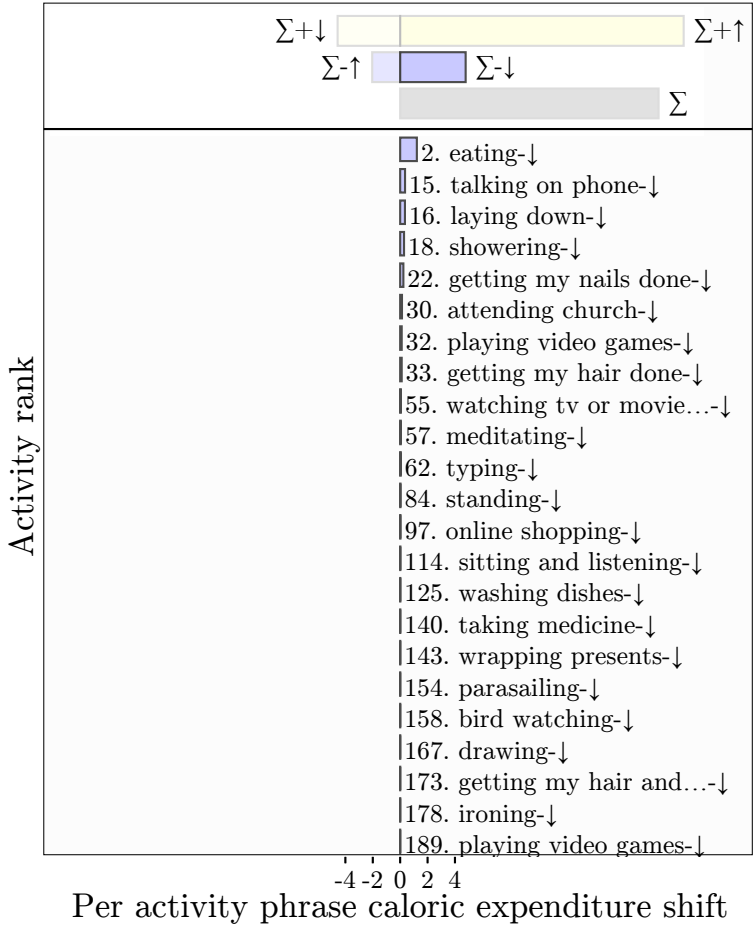 ∑+↓ ∑+↑
∑-↑ ∑-↓
∑
2. eating-↓
15. talking on phone-↓
16. laying down-↓
18. showering-↓
22. getting my nails done-↓
30. attending church-↓
32. playing video games-↓
33. getting my hair done-↓
55. watching tv or movie...-↓
57. meditating-↓
62. typing-↓
84. standing-↓
97. online shopping-↓
114. sitting and listening-↓
125. washing dishes-↓
140. taking medicine-↓
143. wrapping presents-↓
154. parasailing-↓
158. bird watching-↓
167. drawing-↓
173. getting my hair and...-↓
178. ironing-↓
189. playing video games-↓
Activity rank
-4 -2 0 2 4
Per activity phrase caloric expenditure shift